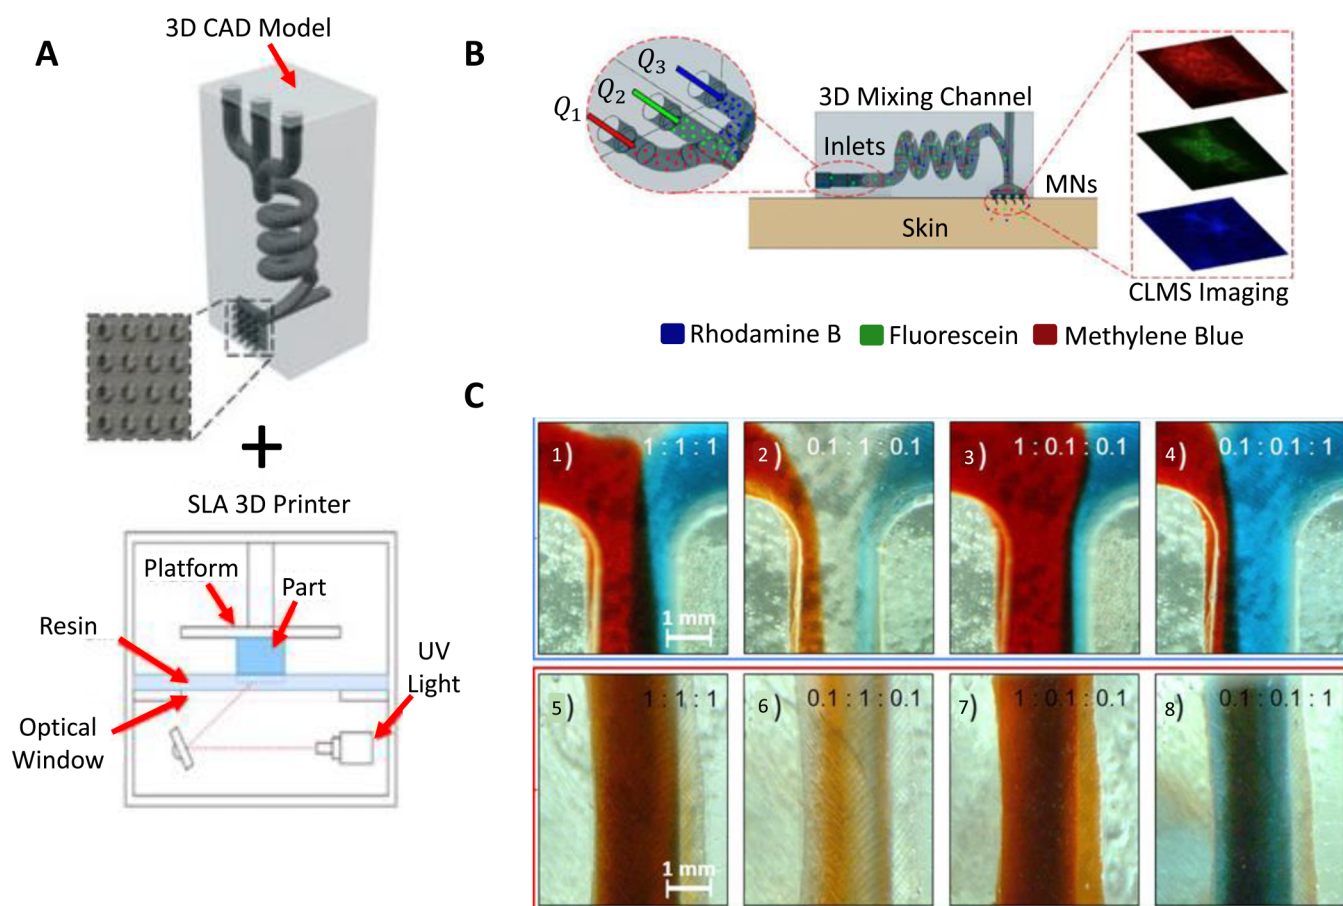 A
3D CAD Model
SLA 3D Printer
Platform
Part
Resin
UV
Light
Optical
Window
B
Q1
Q2
Q3
3D Mixing Channel
Inlets
MNs
Skin
CLMS Imaging
Rhodamine B
Fluorescein
Methylene Blue
C
1) 1 : 1 : 1
1 mm
2) 0.1 : 1 : 0.1
3) 1 : 0.1 : 0.1
4) 0.1 : 0.1 : 1
5) 1 : 1 : 1
1 mm
6) 0.1 : 1 : 0.1
7) 1 : 0.1 : 0.1
8) 0.1 : 0.1 : 1